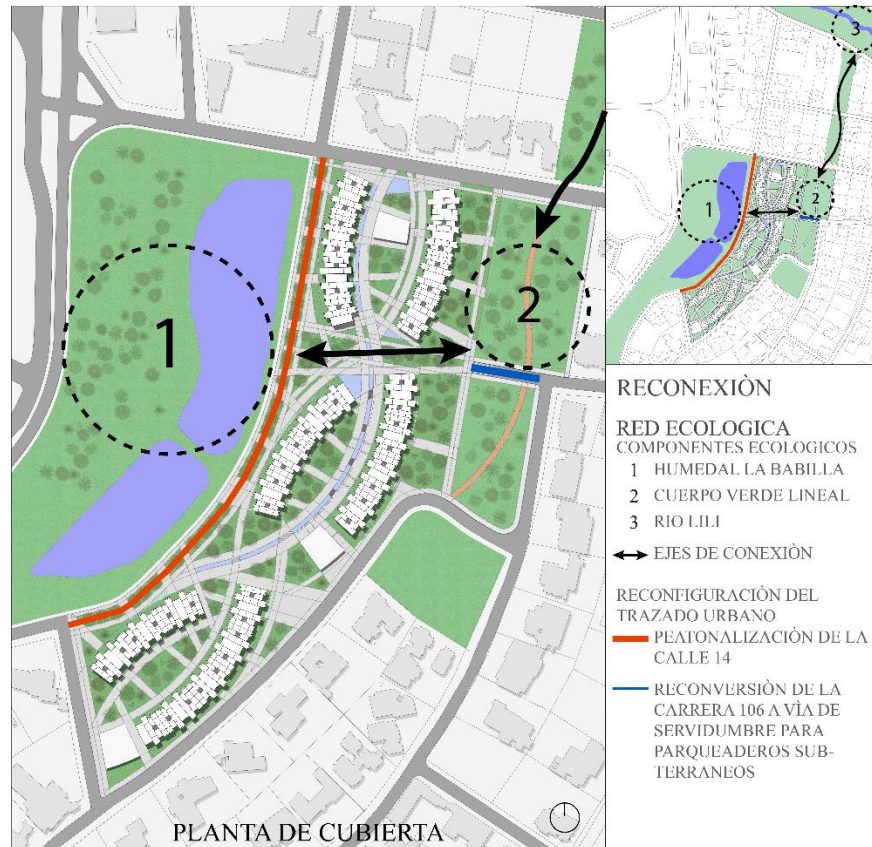 1
2
PLANTA DE CUBIERTA
3
1
2
RECONEXIÒN
RED ECOLOGICA
COMPONENTES ECOLOGICOS
1 HUMEDAL LA BABILLA
2 CUERPO VERDE LINEAL
3 RIO LILI
EJES DE CONEXIÒN
RECONFIGURACIÒN DEL
TRAZADO URBANO
PEATONALIZACIÒN DE LA
CALLE 14
RECONVERSIÒN DE LA
CARRERA 106 A VÌA DE
SERVIDUMBRE PARA
PARQUEADEROS SUB-
TERRANEOS